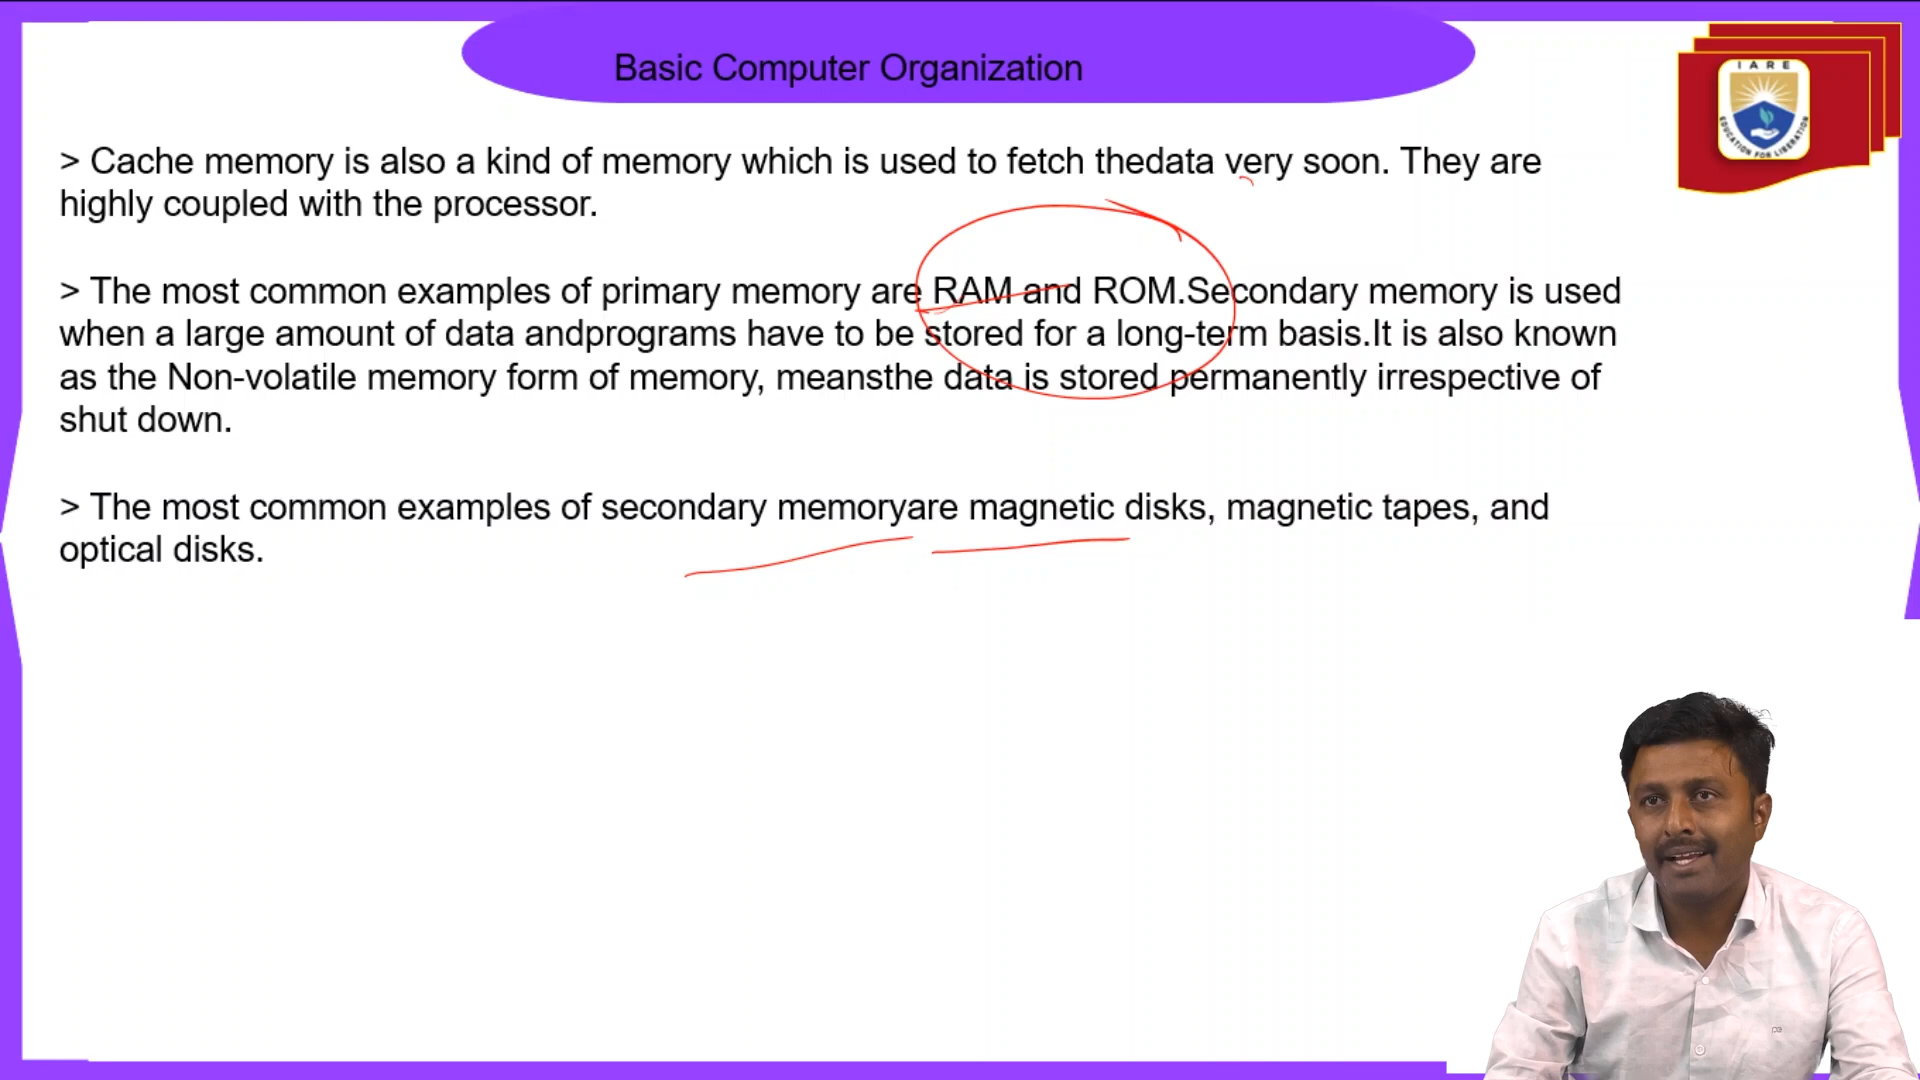 Basic Computer Organization
IARE
EDUCATION FOR LIBERATION
> Cache memory is also a kind of memory which is used to fetch thedata very soon. They are
highly coupled with the processor.
> The most common examples of primary memory are RAM and ROM.Secondary memory is used
when a large amount of data andprograms have to be stored for a long-term basis.It is also known
as the Non-volatile memory form of memory, meansthe data is stored permanently irrespective of
shut down.
> The most common examples of secondary memoryare magnetic disks, magnetic tapes, and
optical disks.